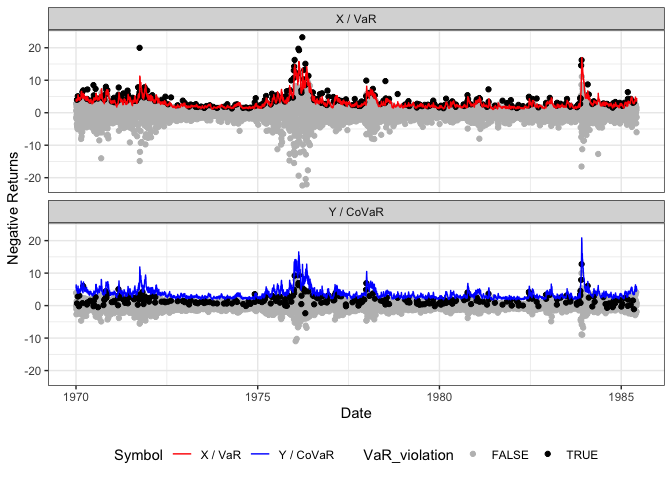 X / VaR
20
10
0
-10
-20
Y / CoVaR
20
10
0
-10
-20
Negative Returns
1970
1975
1980
1985
Date
Symbol X / VaR Y / CoVaR VaR_violation FALSE TRUE